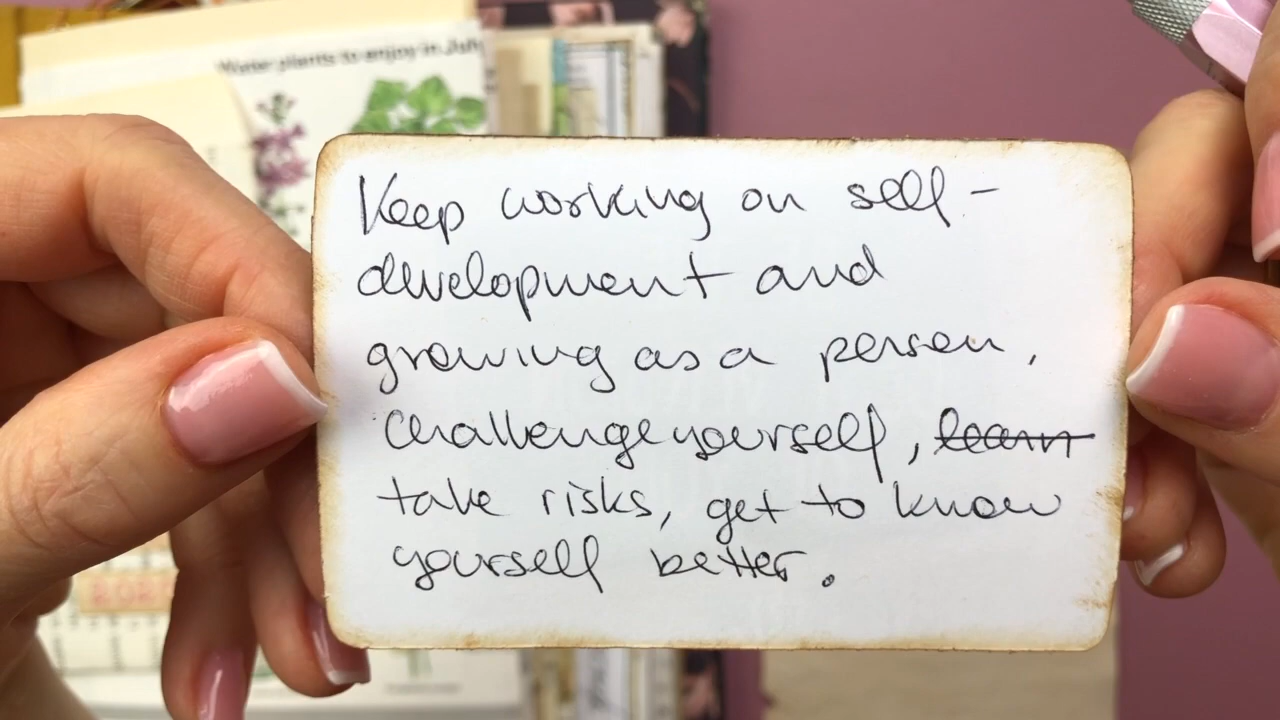 Water plants to enjoy in July
Keep working on self-
development and
growing as a person,
challenge yourself, ~~learn~~
take risks, get to know
yourself better.